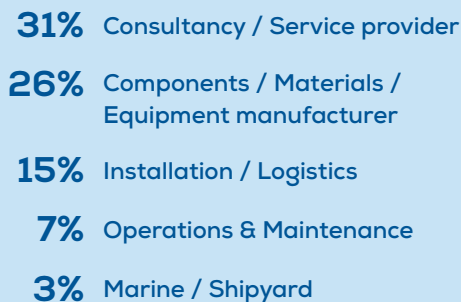 31% Consultancy / Service provider
26% Components / Materials /
Equipment manufacturer
15% Installation / Logistics
7% Operations & Maintenance
3% Marine / Shipyard